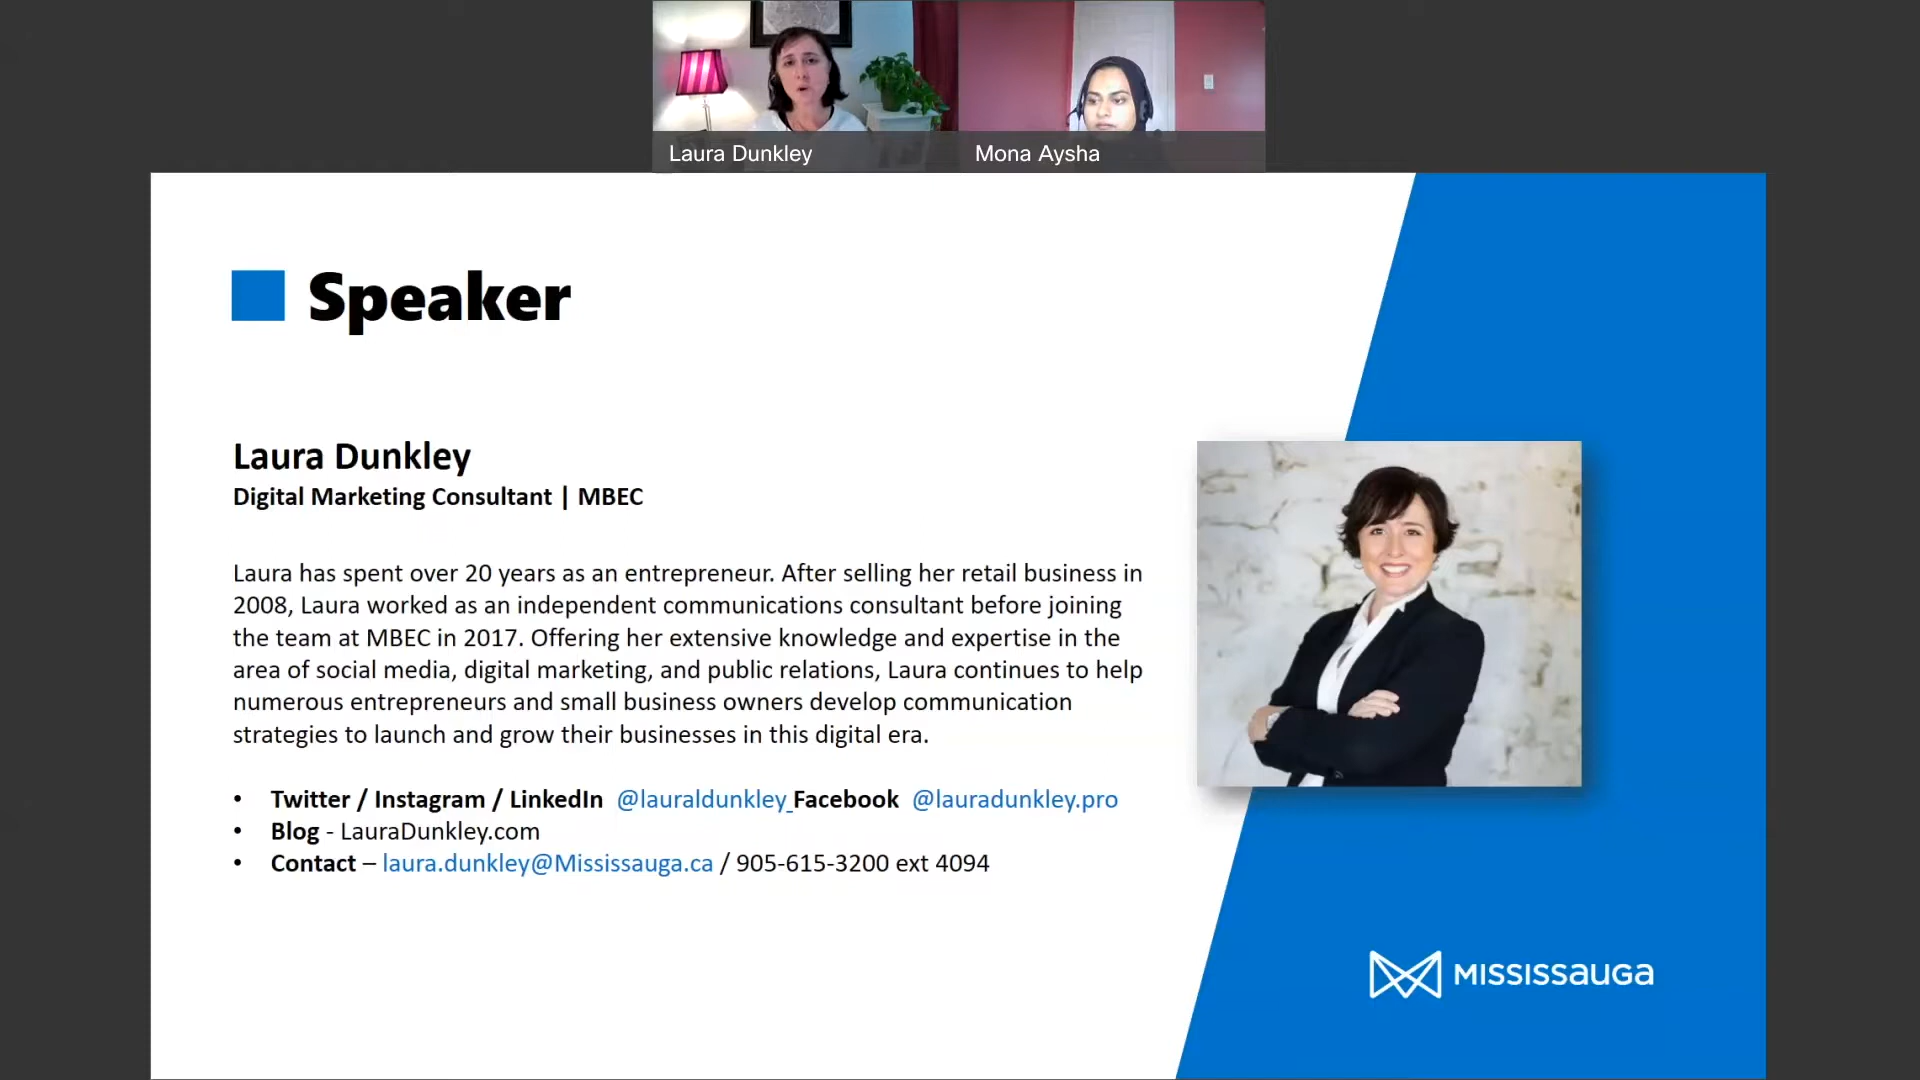 Laura Dunkley
Mona Aysha
Speaker
Laura Dunkley
Digital Marketing Consultant | MBEC
Laura has spent over 20 years as an entrepreneur. After selling her retail business in
2008, Laura worked as an independent communications consultant before joining
the team at MBEC in 2017. Offering her extensive knowledge and expertise in the
area of social media, digital marketing, and public relations, Laura continues to help
numerous entrepreneurs and small business owners develop communication
strategies to launch and grow their businesses in this digital era.
• Twitter / Instagram / LinkedIn @lauraldunkley Facebook @lauradunkley.pro
• Blog - LauraDunkley.com
• Contact – laura.dunkley@Mississauga.ca / 905-615-3200 ext 4094
MISSISSAUGA